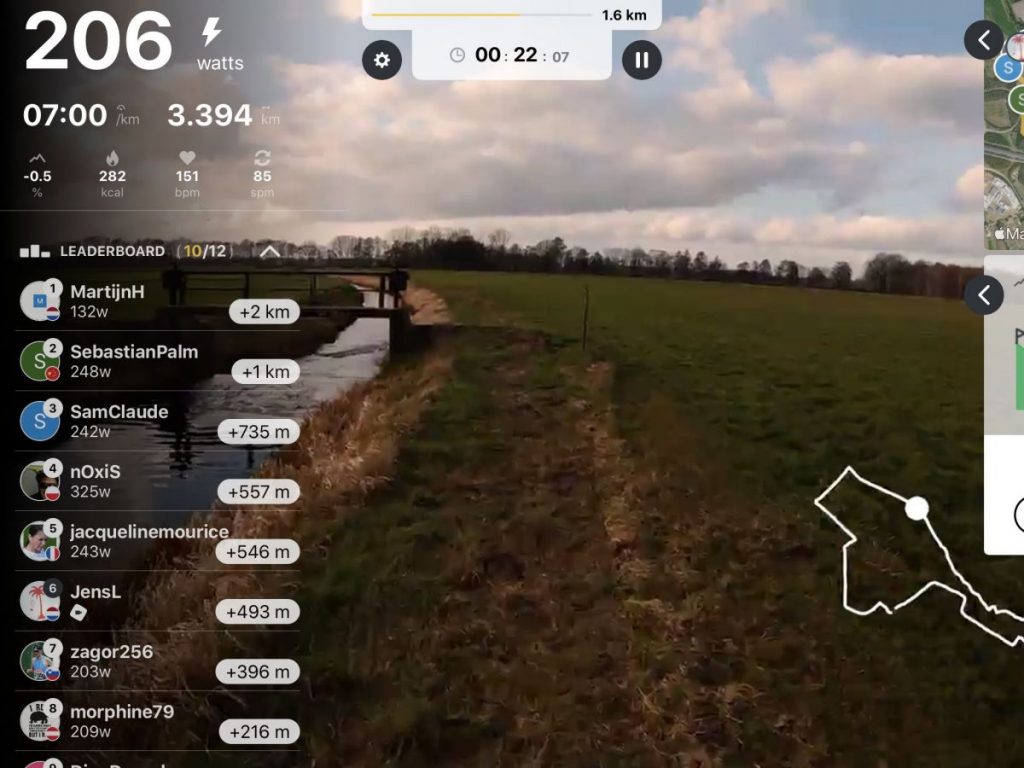 206 watts
1.6 km
00 : 22 : 07
07:00 /km 3.394 km
-0.5 282 151 85
% kcal bpm spm
LEADERBOARD (10/12)
1 MartijnH
M
132w +2 km
2 SebastianPalm
S
248w +1 km
3 SamClaude
S
242w +735 m
4 nOxiS
325w +557 m
5 jacquelinemourice
243w +546 m
6 JensL
+493 m
7 zagor256
203w +396 m
8 morphine79
209w +216 m
9
S
S